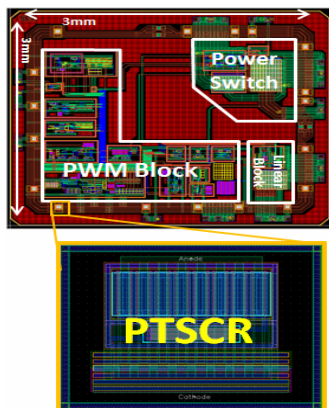 3mm
3mm
Power
Switch
PWM Block
Linear
Block
Anode
PTSCR
Cathode